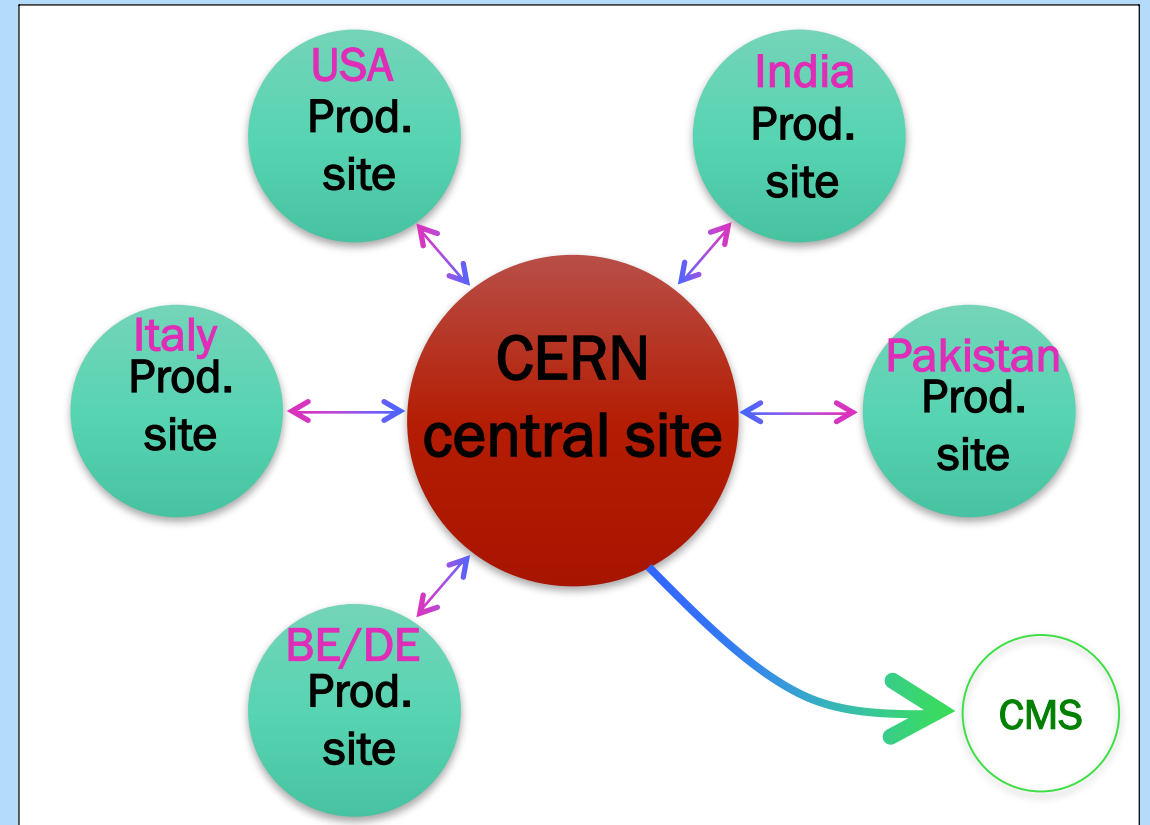 USA
Prod.
site
India
Prod.
site
Italy
Prod.
site
CERN
central site
Pakistan
Prod.
site
BE/DE
Prod.
site
CMS